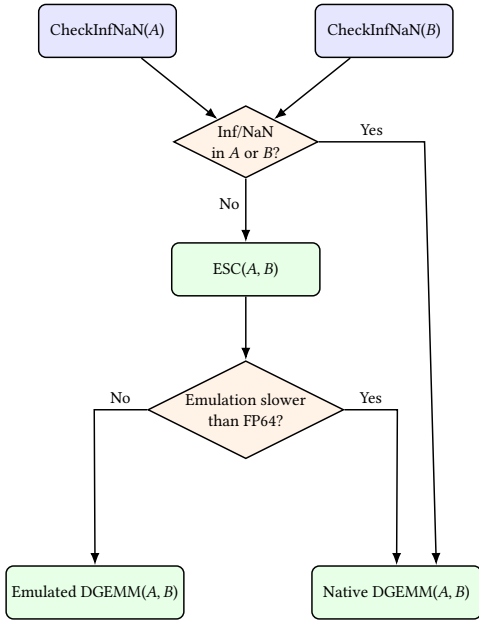 CheckInfNaN(A)
CheckInfNaN(B)
Inf/NaN
in A or B?
Yes
No
ESC(A, B)
No
Emulation slower
than FP64?
Yes
Emulated DGEMM(A, B)
Native DGEMM(A, B)